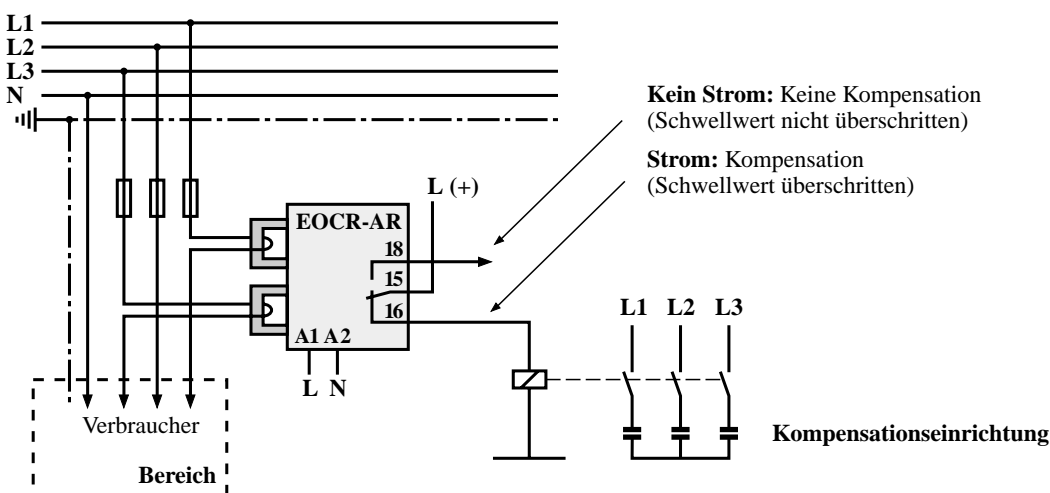 L1
L2
L3
N
Kein Strom: Keine Kompensation
(Schwellwert nicht überschritten)
Strom: Kompensation
(Schwellwert überschritten)
L (+)
EOCR-AR
18
15
16
A1 A2
L N
L1 L2 L3
Verbraucher
Bereich
Kompensationseinrichtung